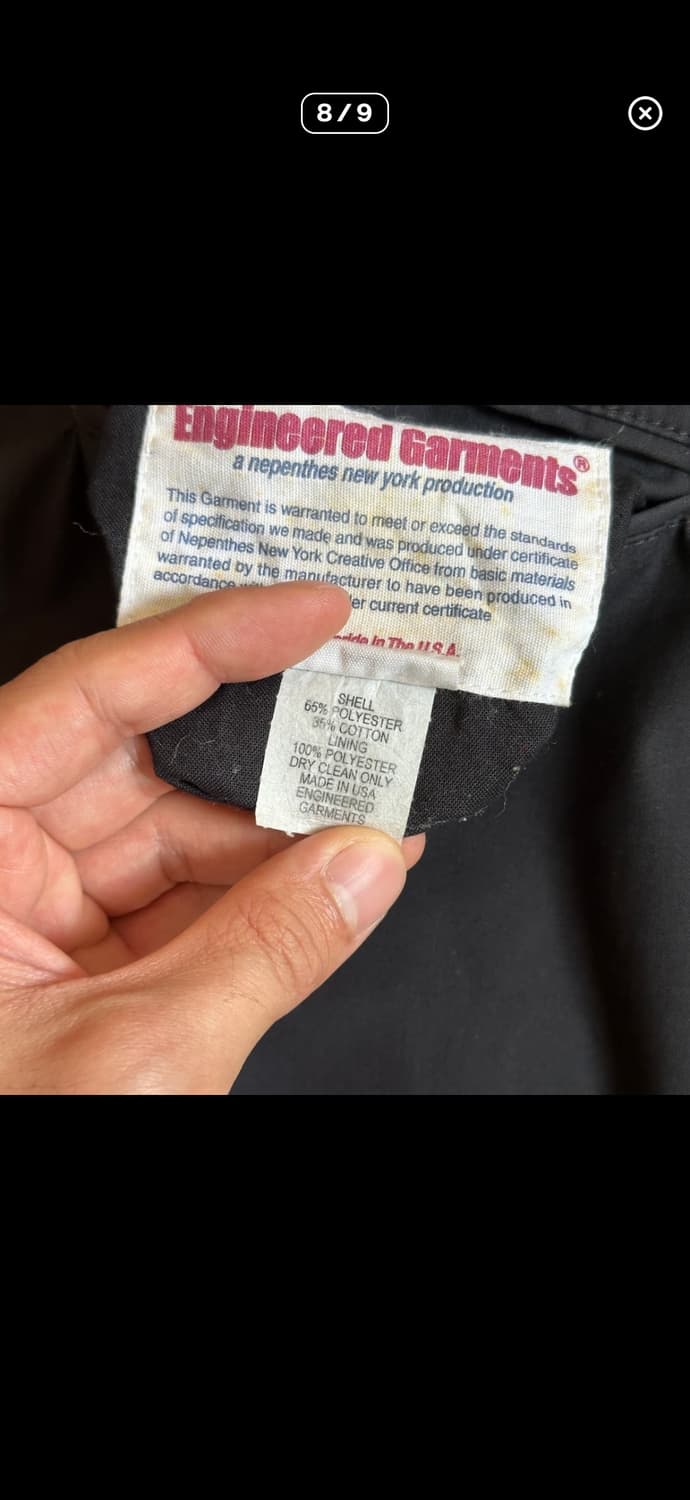 8/9
Engineered Garments®
a nepenthes new york production
This Garment is warranted to meet or exceed the standards
of specification we made and was produced under certificate
of Nepenthes New York Creative Office from basic materials
warranted by the manufacturer to have been produced in
accordance er current certificate
In The U.S.A.
SHELL
65% POLYESTER
35% COTTON
LINING
100% POLYESTER
DRY CLEAN ONLY
MADE IN USA
ENGINEERED
GARMENTS